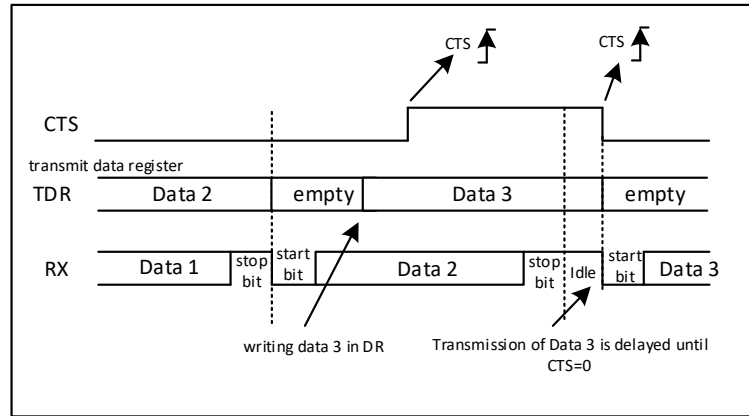 CTS
CTS
CTS
transmit data register
TDR
Data 2
empty
Data 3
empty
RX
Data 1
stop
bit
start
bit
Data 2
stop
bit
Idle
start
bit
Data 3
writing data 3 in DR
Transmission of Data 3 is delayed until
CTS=0